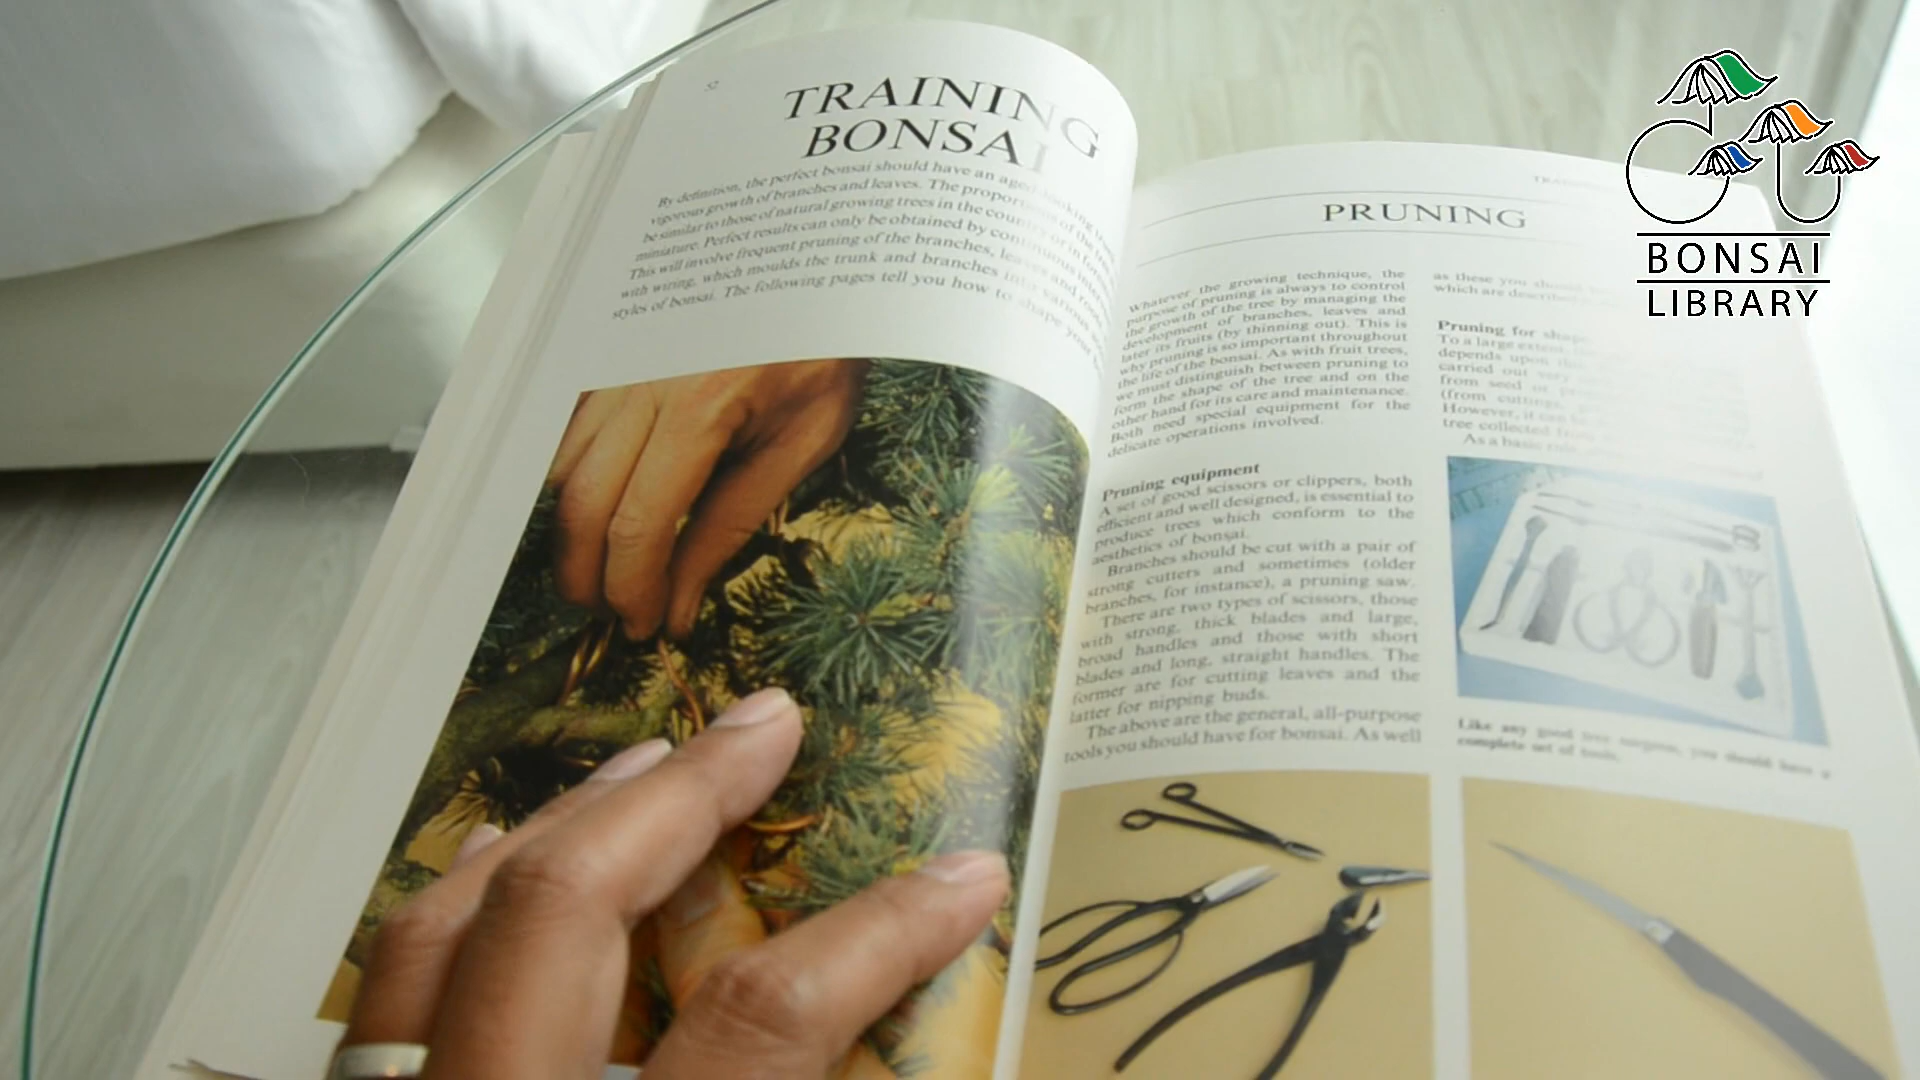 52
TRAINING
BONSAI
By definition, the perfect bonsai should have an aged-looking
vigorous growth of branches and leaves. The proportions of the
be similar to those of natural growing trees in the country or in
miniature. Perfect results can only be obtained by continuous
This will involve frequent pruning of the branches, leaves and
with wiring, which moulds the trunk and branches into various
styles of bonsai. The following pages tell you how to shape your
PRUNING
Whatever the growing technique, the
purpose of pruning is always to control
the growth of the tree by managing the
development of branches, leaves and
later its fruits (by thinning out). This is
why pruning is so important throughout
the life of the bonsai. As with fruit trees,
we must distinguish between pruning to
form the shape of the tree and on the
other hand for its care and maintenance.
Both need special equipment for the
delicate operations involved.
Pruning equipment
A set of good scissors or clippers, both
efficient and well designed, is essential to
produce trees which conform to the
aesthetics of bonsai.
Branches should be cut with a pair of
strong cutters and sometimes (older
branches, for instance), a pruning saw.
There are two types of scissors, those
with strong, thick blades and large,
broad handles and those with short
blades and long, straight handles. The
former are for cutting leaves and the
latter for nipping buds.
The above are the general, all-purpose
tools you should have for bonsai. As well
as these you should
which are described
Pruning for shape
To a large extent,
depends upon
carried out very
from seed or
(from cuttings,
However, it can
tree collected
As a basic rule,
Like any good tree surgeon, you should have a
complete set of tools.
BONSAI
LIBRARY